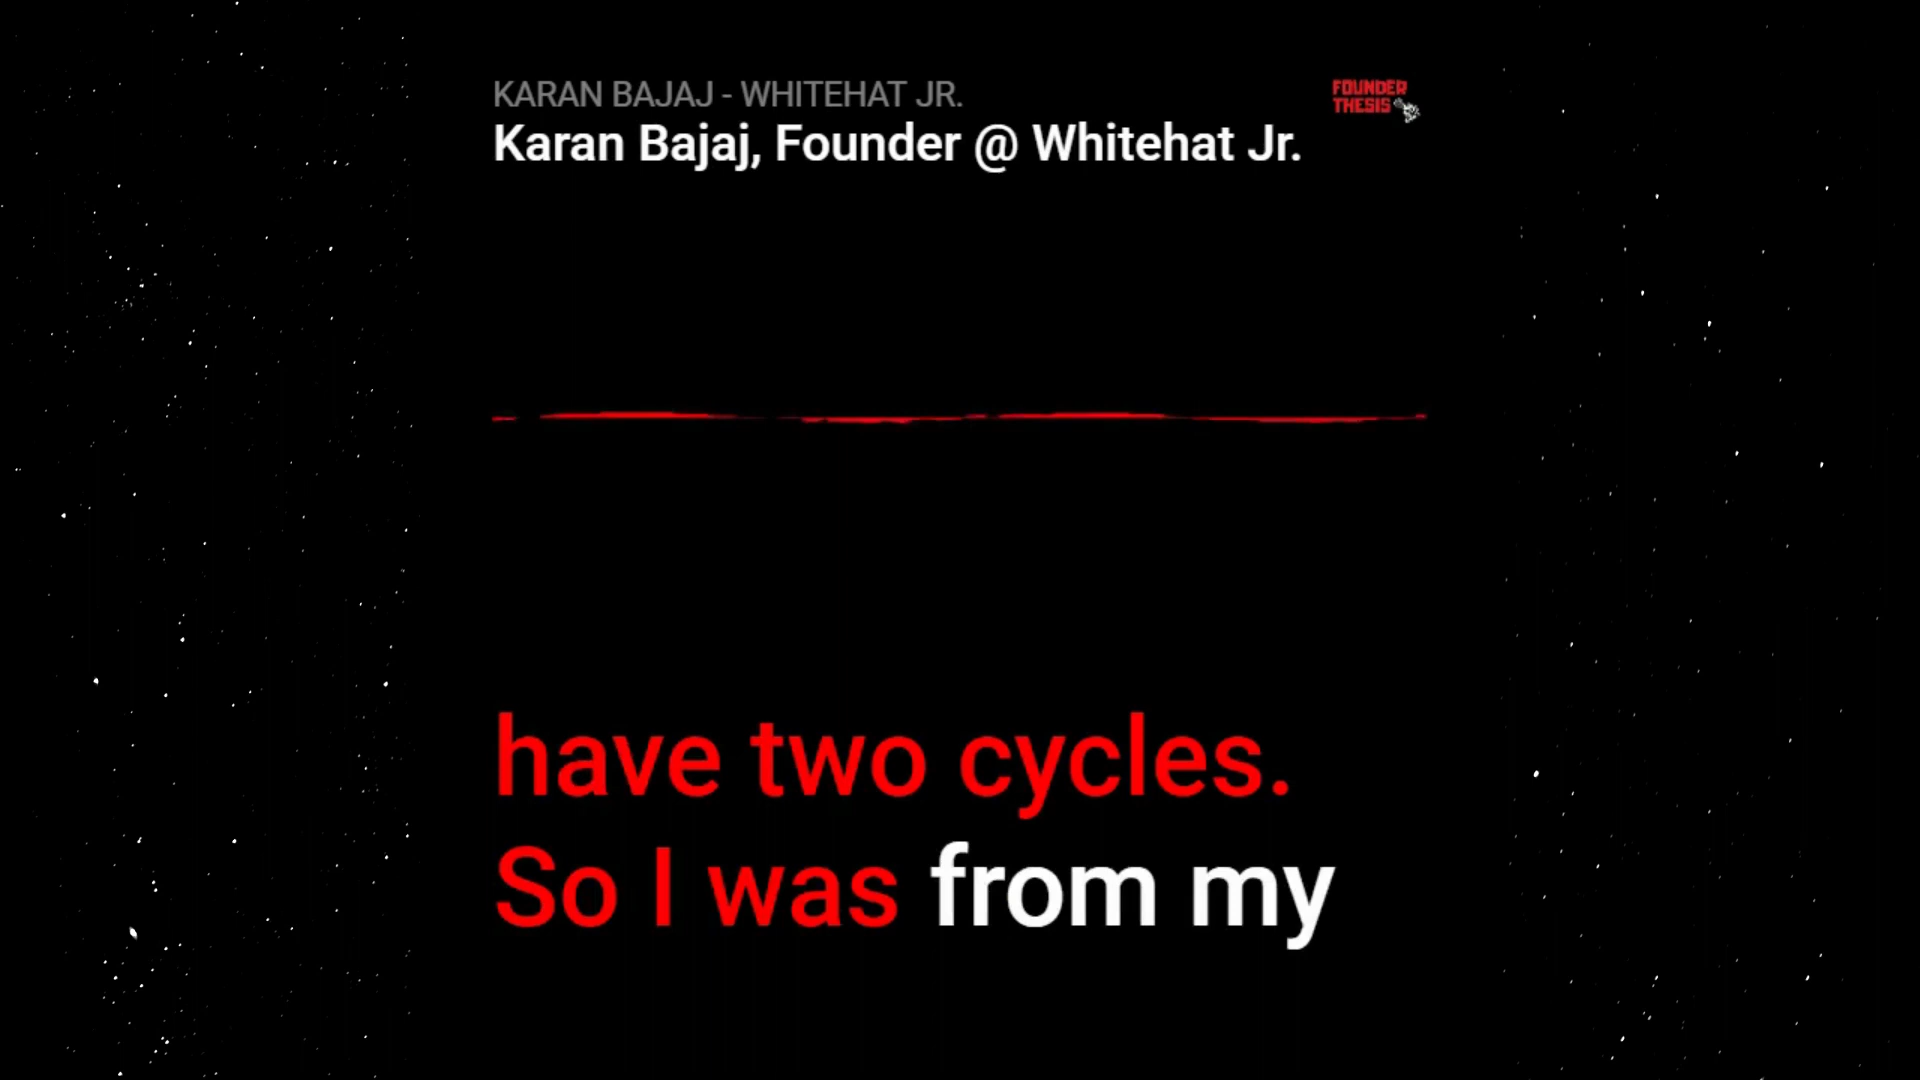 KARAN BAJAJ - WHITEHAT JR.
Karan Bajaj, Founder @ Whitehat Jr.
FOUNDER
THESIS
have two cycles.
So I was from my